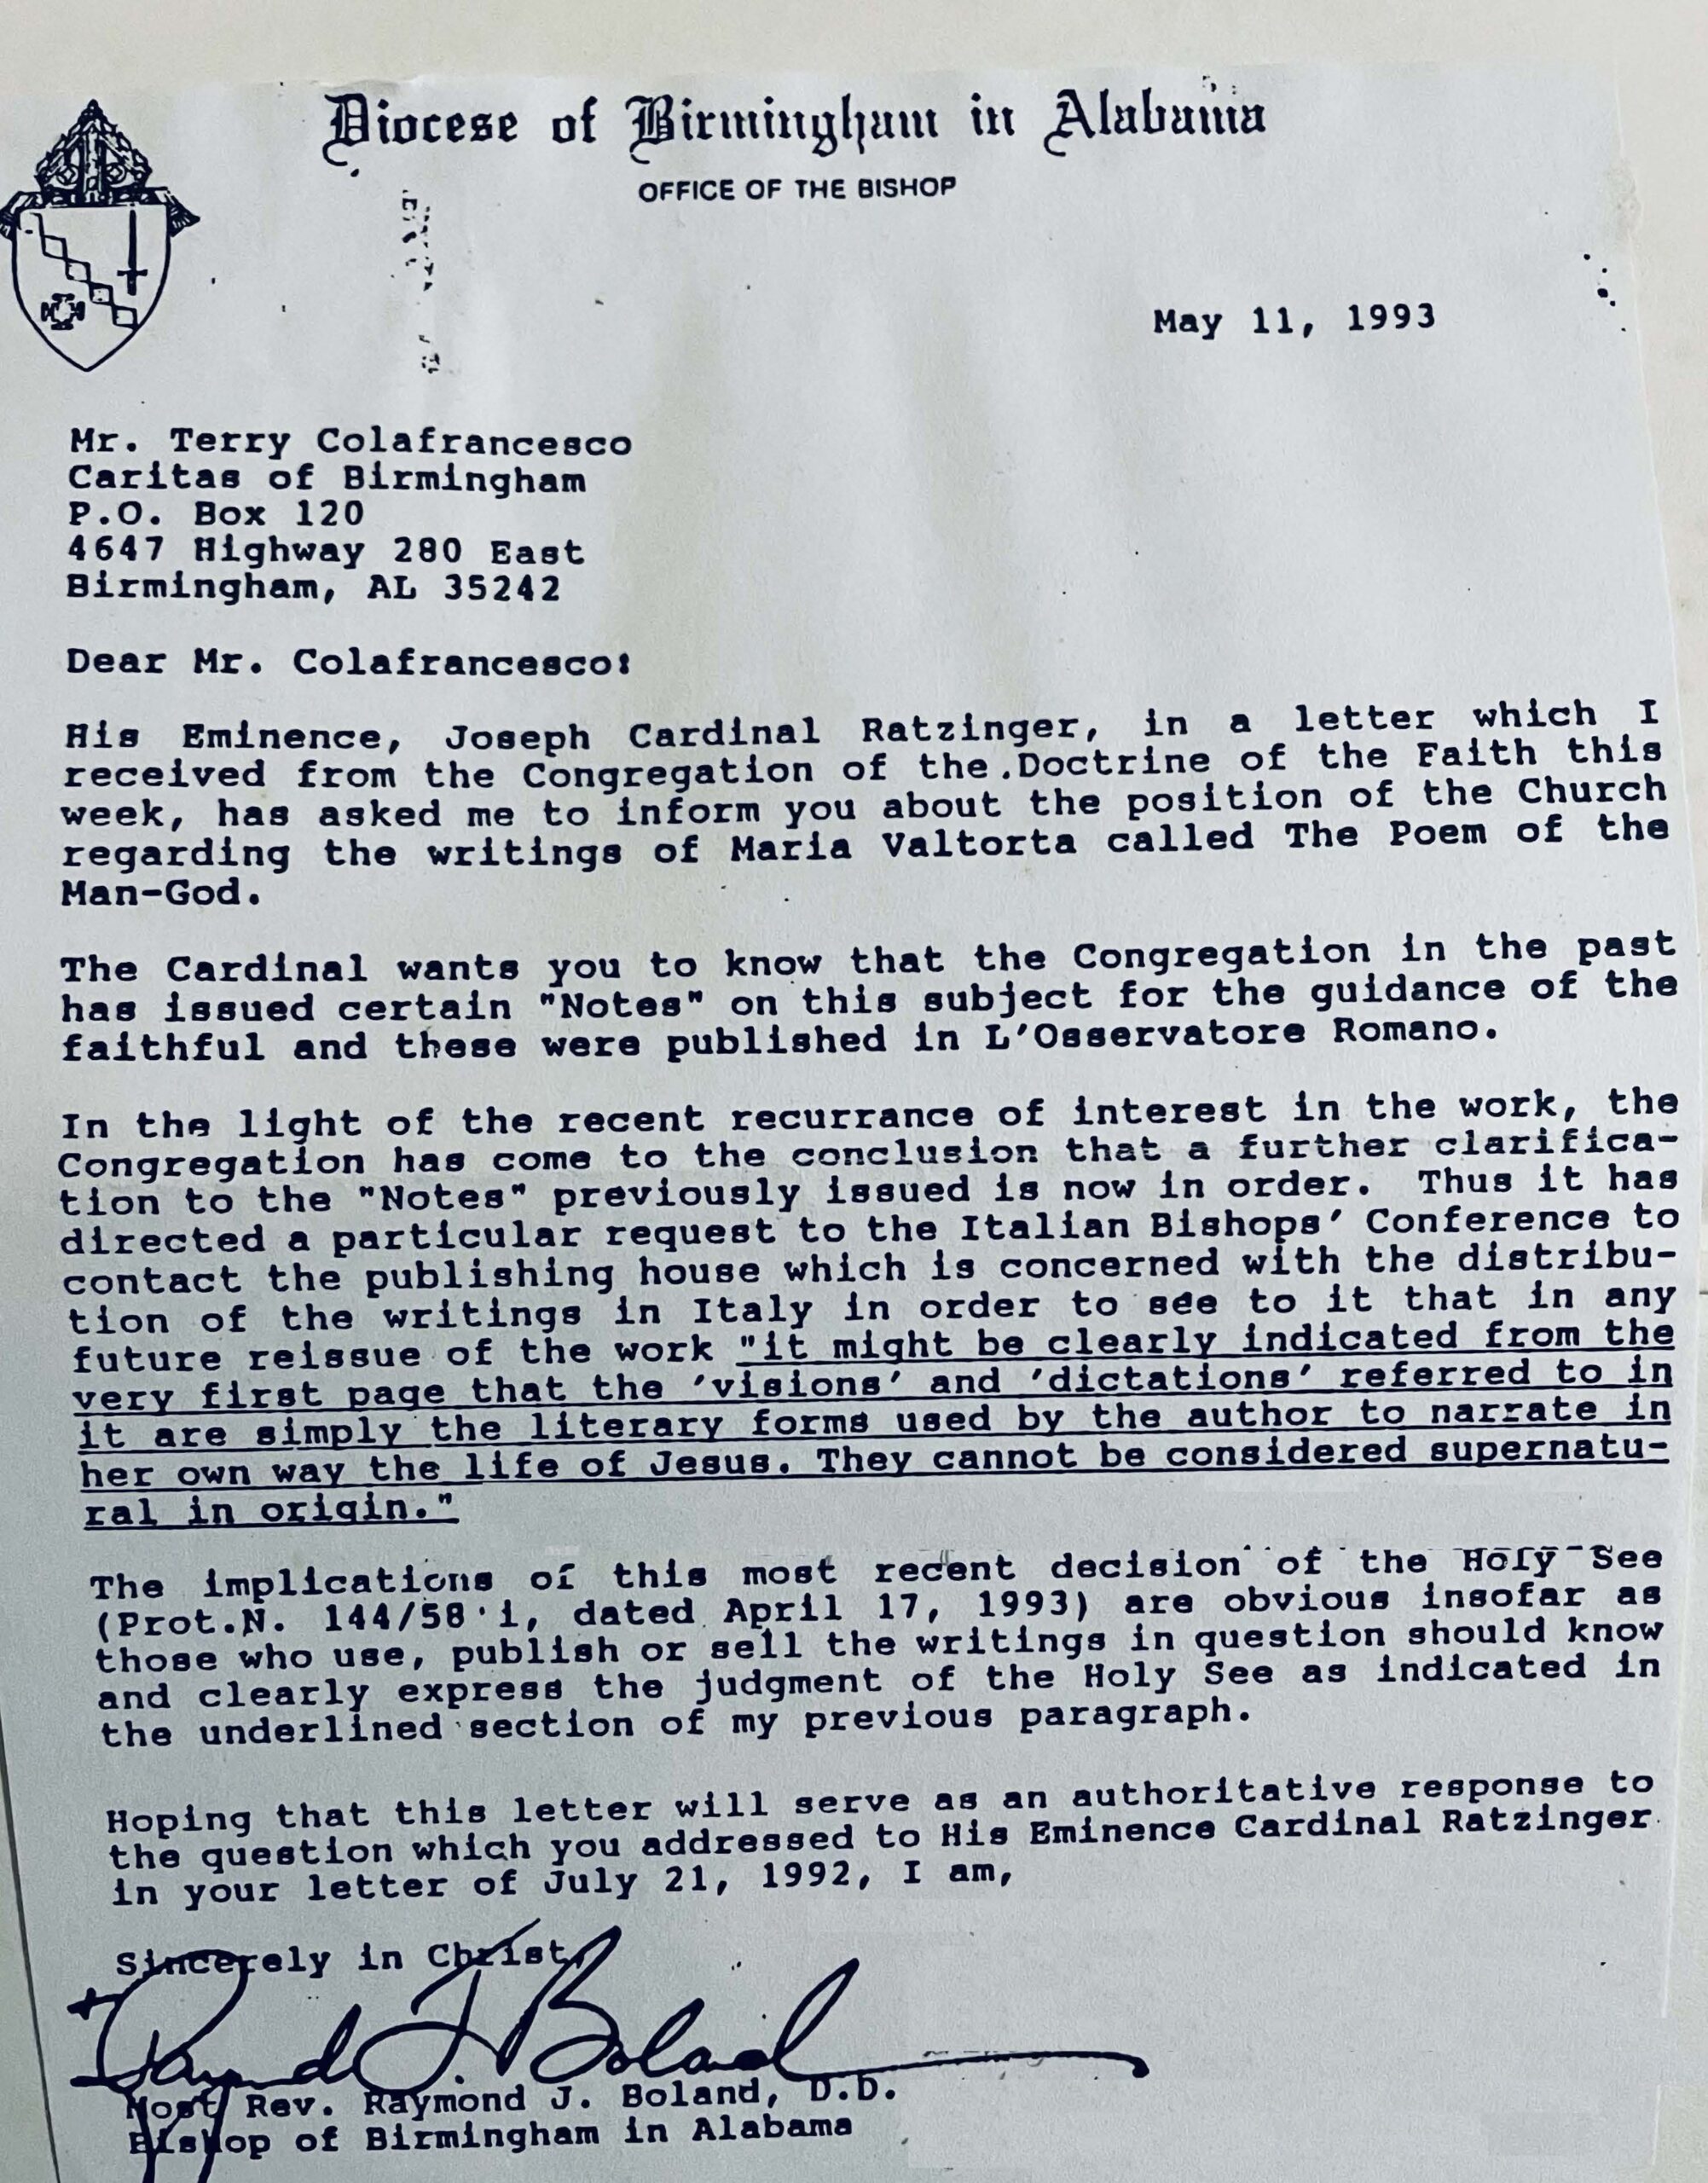 Diocese of Birmingham in Alabama
OFFICE OF THE BISHOP
May 11, 1993
Mr. Terry Colafrancesco
Caritas of Birmingham
P.O. Box 120
4647 Highway 280 East
Birmingham, AL 35242
Dear Mr. Colafrancesco:
His Eminence, Joseph Cardinal Ratzinger, in a letter which I
received from the Congregation of the Doctrine of the Faith this
week, has asked me to inform you about the position of the Church
regarding the writings of Maria Valtorta called The Poem of the
Man-God.
The Cardinal wants you to know that the Congregation in the past
has issued certain "Notes" on this subject for the guidance of the
faithful and these were published in L'Osservatore Romano.
In the light of the recent recurrance of interest in the work, the
Congregation has come to the conclusion that a further clarifica-
tion to the "Notes" previously issued is now in order. Thus it has
directed a particular request to the Italian Bishops' Conference to
contact the publishing house which is concerned with the distribu-
tion of the writings in Italy in order to see to it that in any
future reissue of the work "it might be clearly indicated from the
very first page that the 'visions' and 'dictations' referred to in
it are simply the literary forms used by the author to narrate in
her own way the life of Jesus. They cannot be considered supernatu-
ral in origin."
The implications of this most recent decision of the Holy See
(Prot.N. 144/58 i, dated April 17, 1993) are obvious insofar as
those who use, publish or sell the writings in question should know
and clearly express the judgment of the Holy See as indicated in
the underlined section of my previous paragraph.
Hoping that this letter will serve as an authoritative response to
the question which you addressed to His Eminence Cardinal Ratzinger
in your letter of July 21, 1992, I am,
Sincerely in Christ,
+Raymond J. Boland
Most Rev. Raymond J. Boland, D.D.
Bishop of Birmingham in Alabama